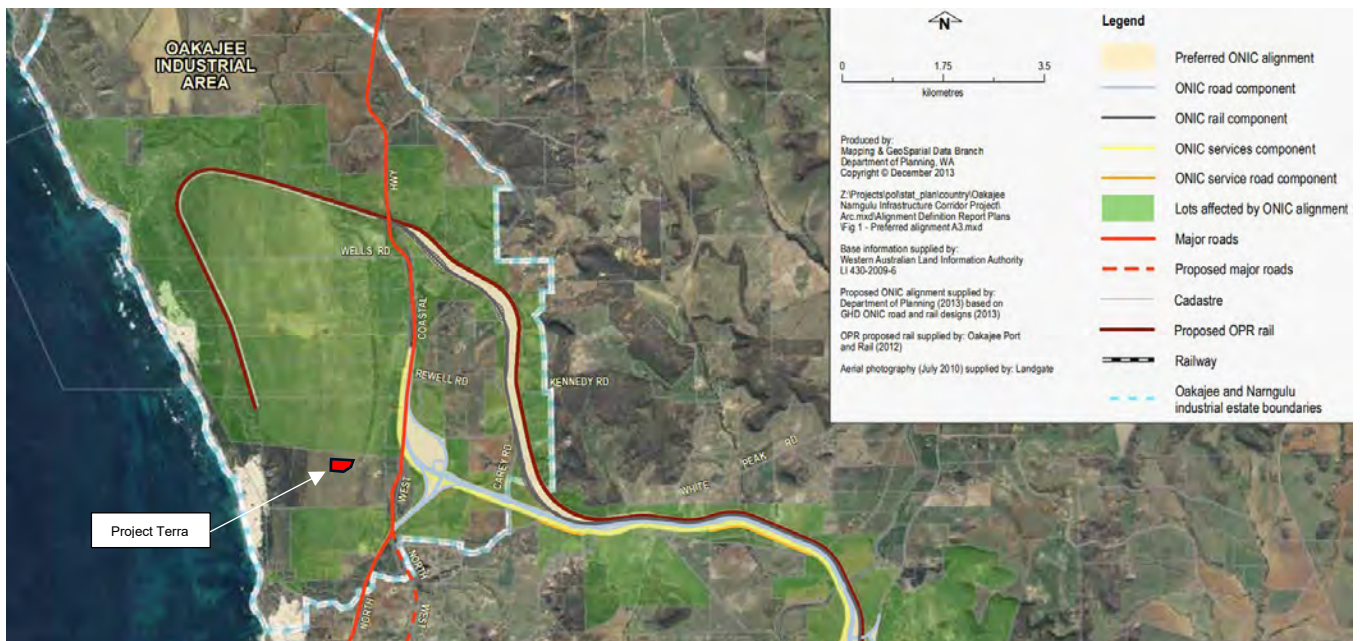 OAKAJEE
INDUSTRIAL
AREA
HWY
WELLS RD
COASTAL
REWELL RD
KENNEDY RD
CAREY RD
WEST
WHITE PEAK RD
NORTH
NORTH
WEST
Project Terra
N
0 1.75 3.5
kilometres
Produced by:
Mapping & GeoSpatial Data Branch
Department of Planning, WA
Copyright © December 2013
Z:\Projects\pol\stat_plan\country\Oakajee
Narngulu Infrastructure Corridor Project\
Arc.mxd\Alignment Definition Report Plans
\Fig 1 - Preferred alignment A3.mxd
Base information supplied by:
Western Australian Land Information Authority
LI 430-2009-6
Proposed ONIC alignment supplied by:
Department of Planning (2013) based on
GHD ONIC road and rail designs (2013)
OPR proposed rail supplied by: Oakajee Port
and Rail (2012)
Aerial photography (July 2010) supplied by: Landgate
Legend
Preferred ONIC alignment
ONIC road component
ONIC rail component
ONIC services component
ONIC service road component
Lots affected by ONIC alignment
Major roads
Proposed major roads
Cadastre
Proposed OPR rail
Railway
Oakajee and Narngulu
industrial estate boundaries